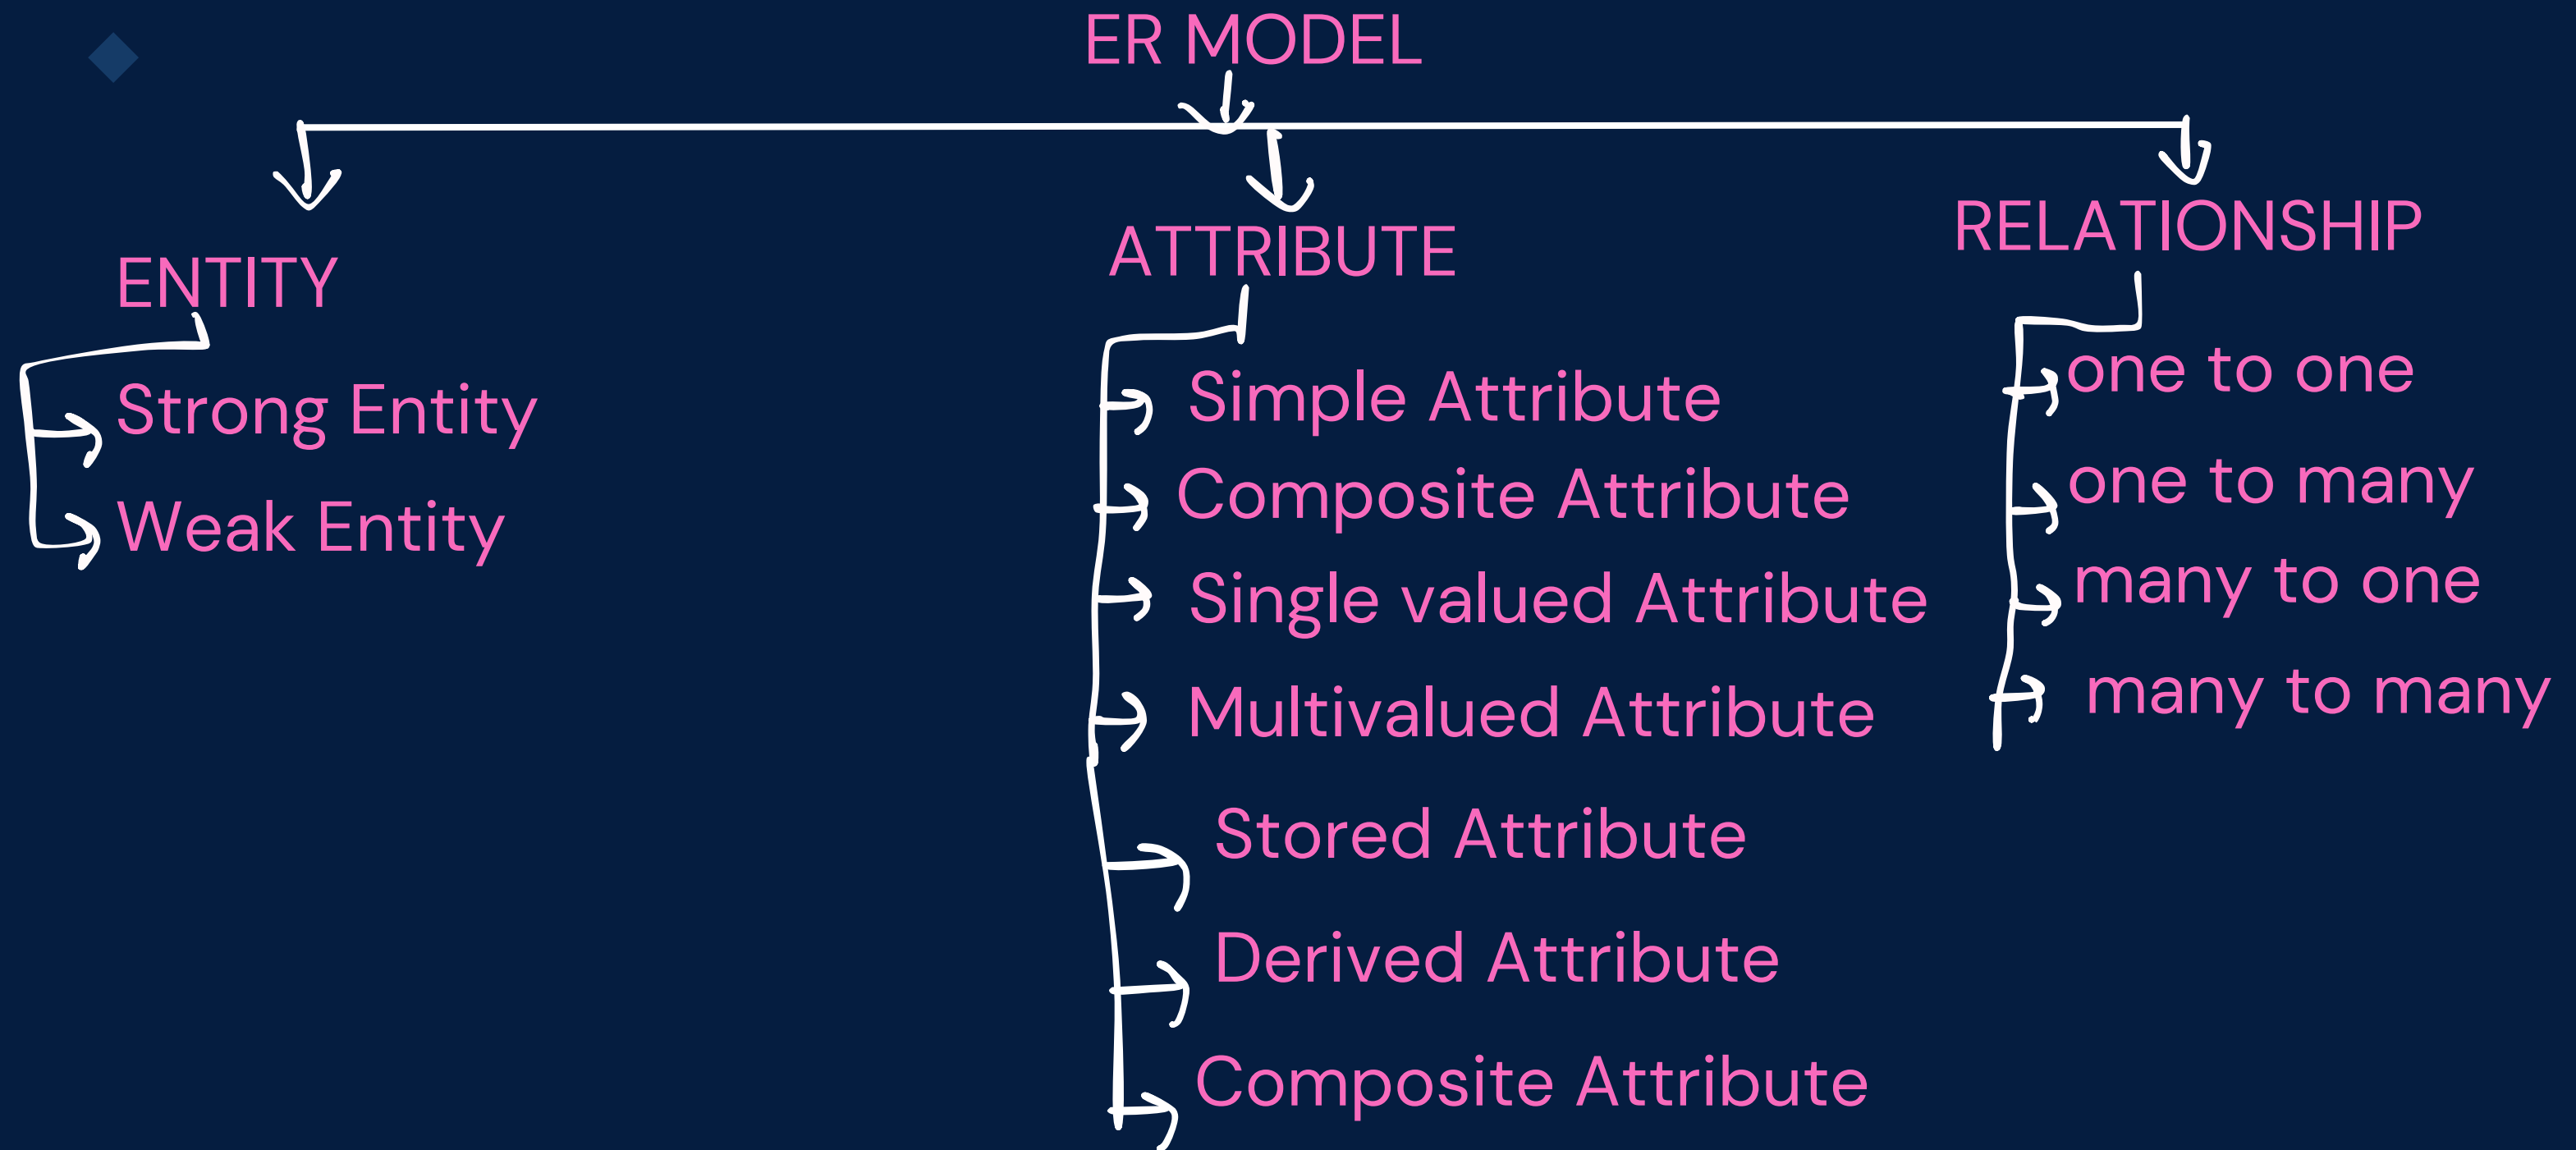 ER MODEL
ENTITY
Strong Entity
Weak Entity
ATTRIBUTE
Simple Attribute
Composite Attribute
Single valued Attribute
Multivalued Attribute
Stored Attribute
Derived Attribute
Composite Attribute
RELATIONSHIP
one to one
one to many
many to one
many to many